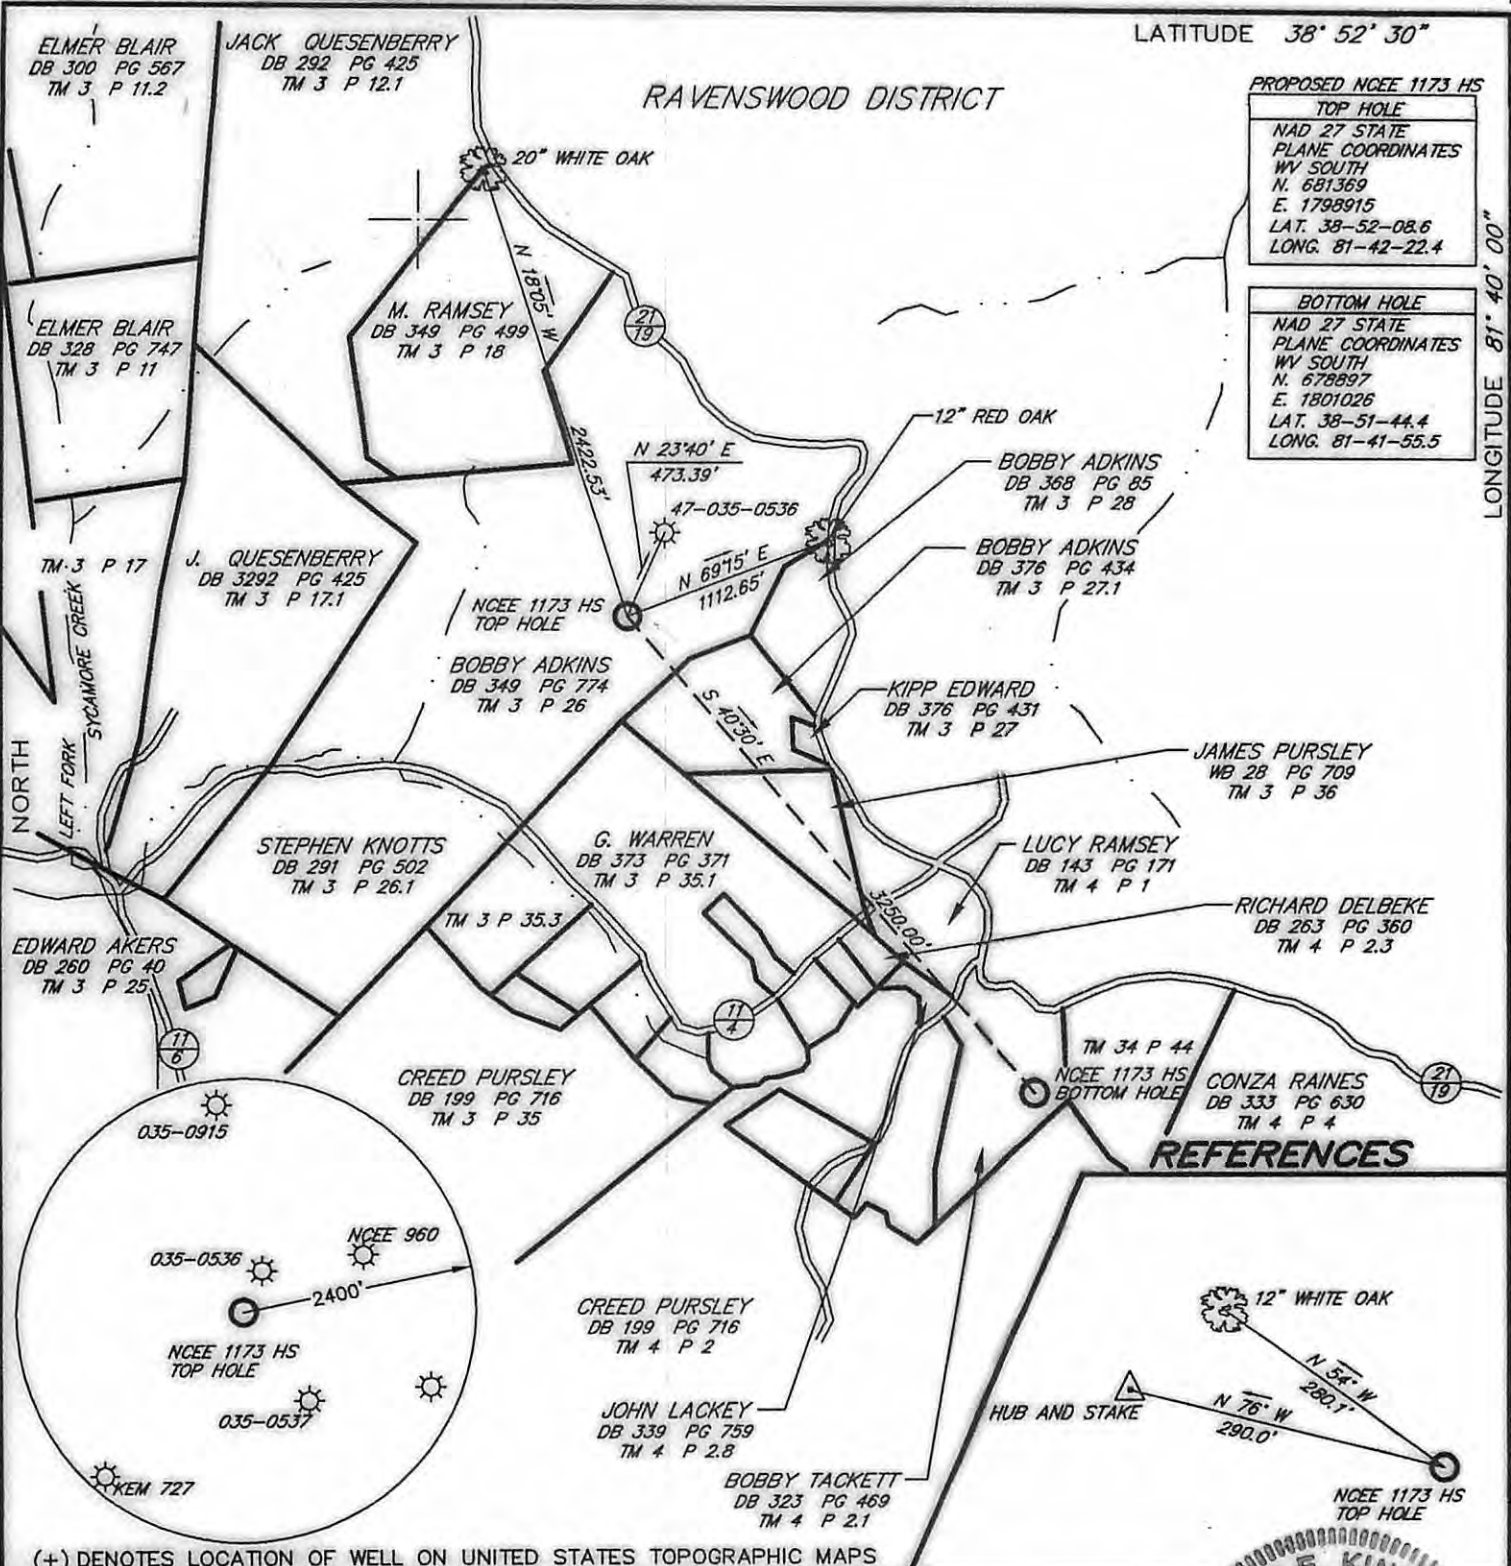 LATITUDE 38° 52' 30"
ELMER BLAIR
DB 300 PG 567
TM 3 P 11.2
JACK QUESENBERRY
DB 292 PG 425
TM 3 P 12.1
RAVENSWOOD DISTRICT
PROPOSED NCEE 1173 HS
TOP HOLE
NAD 27 STATE
PLANE COORDINATES
WV SOUTH
N. 681369
E. 1798915
LAT. 38-52-08.6
LONG. 81-42-22.4
BOTTOM HOLE
NAD 27 STATE
PLANE COORDINATES
WV SOUTH
N. 678897
E. 1801026
LAT. 38-51-44.4
LONG. 81-41-55.5
LONGITUDE 81° 40' 00"
20" WHITE OAK
N 18°05' W
2422.53'
M. RAMSEY
DB 349 PG 499
TM 3 P 18
21
19
ELMER BLAIR
DB 328 PG 747
TM 3 P 11
12" RED OAK
N 23°40' E
473.39'
47-035-0536
BOBBY ADKINS
DB 368 PG 85
TM 3 P 28
BOBBY ADKINS
DB 376 PG 434
TM 3 P 27.1
TM 3 P 17
J. QUESENBERRY
DB 3292 PG 425
TM 3 P 17.1
N 69°15' E
1112.65'
NCEE 1173 HS
TOP HOLE
BOBBY ADKINS
DB 349 PG 774
TM 3 P 26
S 40°30' E
3250.00'
KIPP EDWARD
DB 376 PG 431
TM 3 P 27
NORTH
LEFT FORK
SYCAMORE CREEK
JAMES PURSLEY
WB 28 PG 709
TM 3 P 36
STEPHEN KNOTTS
DB 291 PG 502
TM 3 P 26.1
G. WARREN
DB 373 PG 371
TM 3 P 35.1
LUCY RAMSEY
DB 143 PG 171
TM 4 P 1
TM 3 P 35.3
RICHARD DELBEKE
DB 263 PG 360
TM 4 P 2.3
EDWARD AKERS
DB 260 PG 40
TM 3 P 25
11
6
11
4
TM 34 P 44
NCEE 1173 HS
BOTTOM HOLE
CONZA RAINES
DB 333 PG 630
TM 4 P 4
21
19
CREED PURSLEY
DB 199 PG 716
TM 3 P 35
REFERENCES
035-0915
NCEE 960
035-0536
2400'
NCEE 1173 HS
TOP HOLE
035-0537
KEM 727
CREED PURSLEY
DB 199 PG 716
TM 4 P 2
JOHN LACKEY
DB 339 PG 759
TM 4 P 2.8
BOBBY TACKETT
DB 323 PG 469
TM 4 P 2.1
12" WHITE OAK
N 54° W
280.1'
HUB AND STAKE
N 76° W
290.0'
NCEE 1173 HS
TOP HOLE
(+) DENOTES LOCATION OF WELL ON UNITED STATES TOPOGRAPHIC MAPS